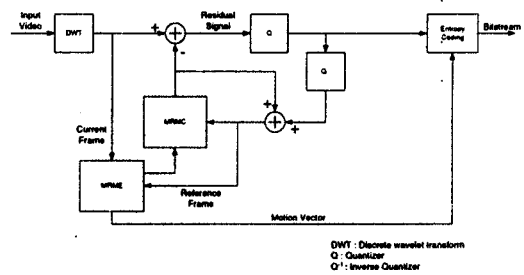 Input
Video
DWT
+
-
Residual
Signal
Q
Entropy
Coding
Bitstream
Q
+
+
MRMC
Current
Frame
MRME
Reference
Frame
Motion Vector
DWT : Discrete wavelet transform
Q : Quantizer
Q⁻¹ : Inverse Quantizer